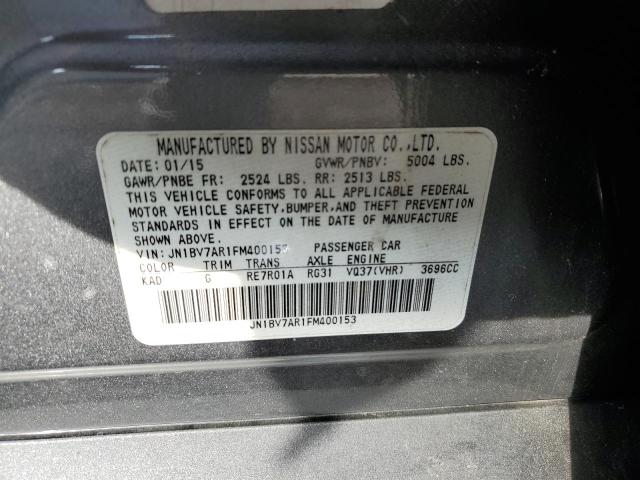 MANUFACTURED BY NISSAN MOTOR CO.,LTD.
DATE: 01/15 GVWR/PNBV: 5004 LBS.
GAWR/PNBE FR: 2524 LBS. RR: 2513 LBS.
THIS VEHICLE CONFORMS TO ALL APPLICABLE FEDERAL
MOTOR VEHICLE SAFETY, BUMPER, AND THEFT PREVENTION
STANDARDS IN EFFECT ON THE DATE OF MANUFACTURE
SHOWN ABOVE.
VIN: JN1BV7AR1FM400153 PASSENGER CAR
COLOR TRIM TRANS AXLE ENGINE
KAD G RE7R01A RG31 VQ37(VHR) 3696CC
JN1BV7AR1FM400153